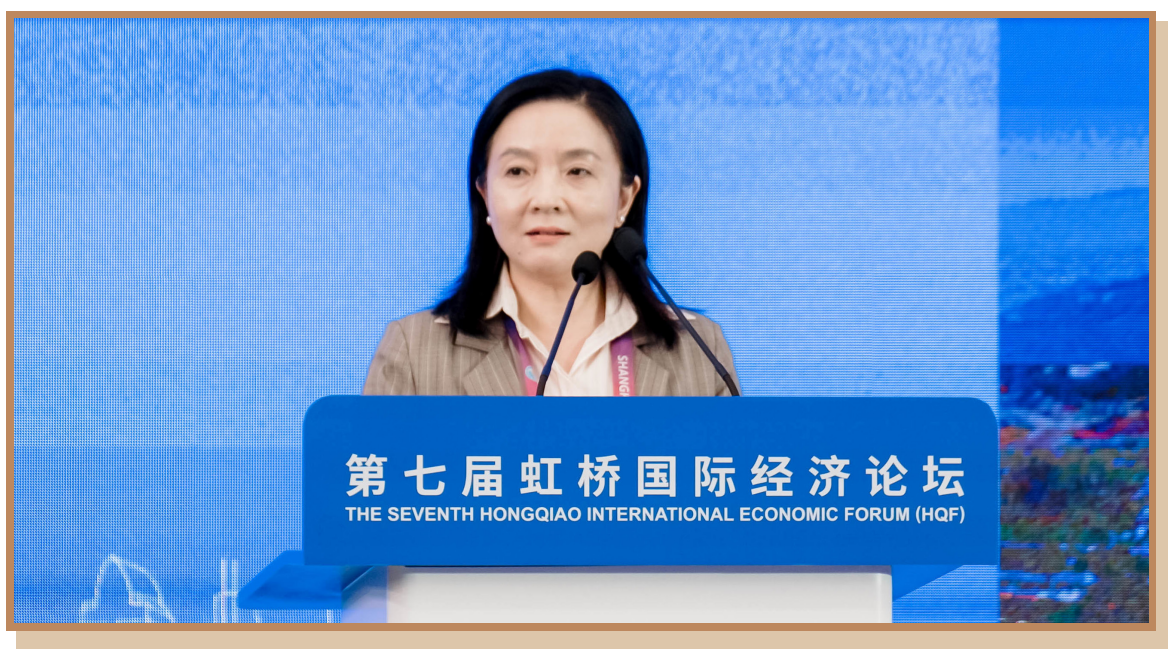 第七届虹桥国际经济论坛
THE SEVENTH HONGQIAO INTERNATIONAL ECONOMIC FORUM (HQF)